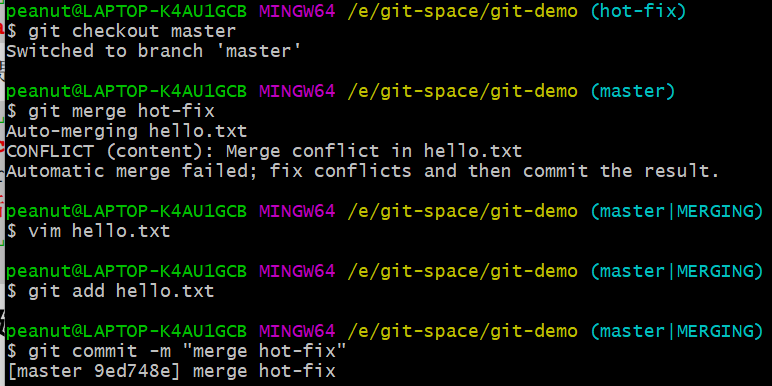 peanut@LAPTOP-K4AU1GCB MINGW64 /e/git-space/git-demo (hot-fix)
$ git checkout master
Switched to branch 'master'
peanut@LAPTOP-K4AU1GCB MINGW64 /e/git-space/git-demo (master)
$ git merge hot-fix
Auto-merging hello.txt
CONFLICT (content): Merge conflict in hello.txt
Automatic merge failed; fix conflicts and then commit the result.
peanut@LAPTOP-K4AU1GCB MINGW64 /e/git-space/git-demo (master|MERGING)
$ vim hello.txt
peanut@LAPTOP-K4AU1GCB MINGW64 /e/git-space/git-demo (master|MERGING)
$ git add hello.txt
peanut@LAPTOP-K4AU1GCB MINGW64 /e/git-space/git-demo (master|MERGING)
$ git commit -m "merge hot-fix"
[master 9ed748e] merge hot-fix